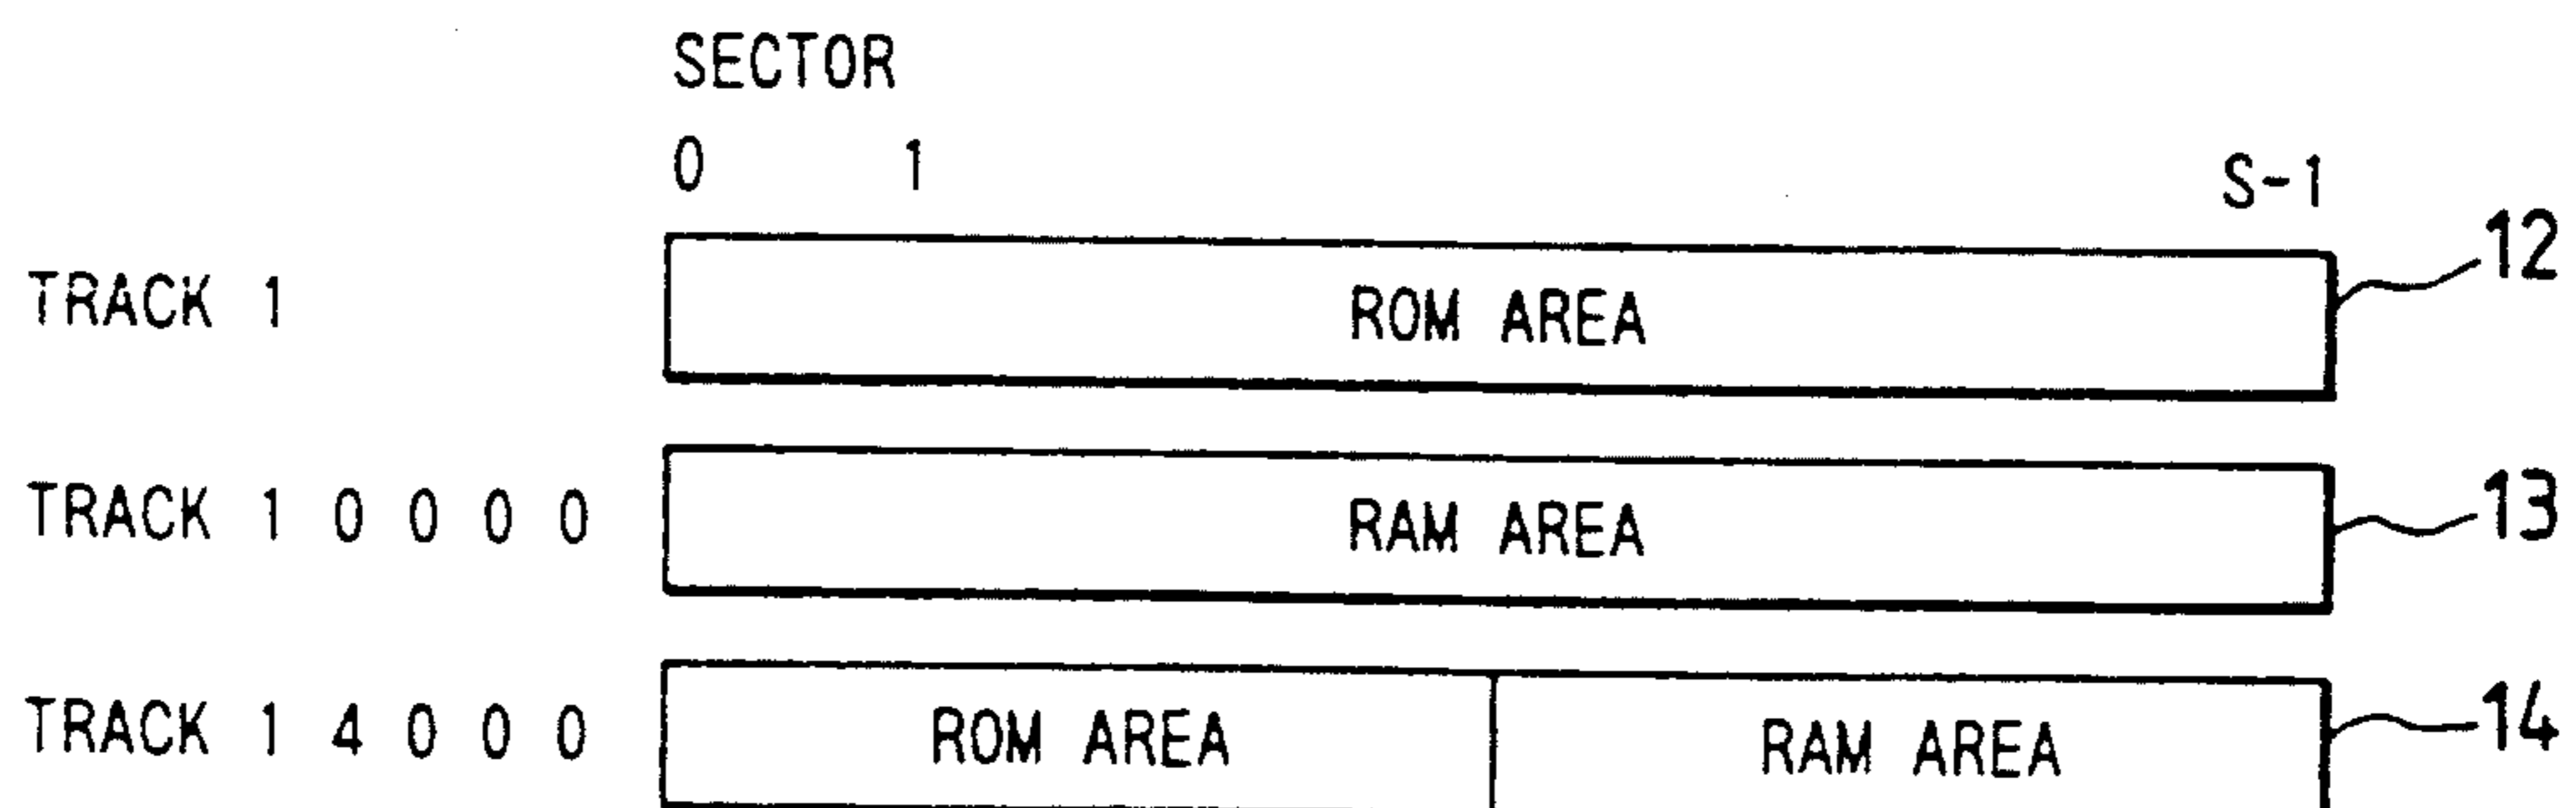 SECTOR
0 1 S-1
TRACK 1 ROM AREA 12
TRACK 1 0 0 0 0 RAM AREA 13
TRACK 1 4 0 0 0 ROM AREA RAM AREA 14